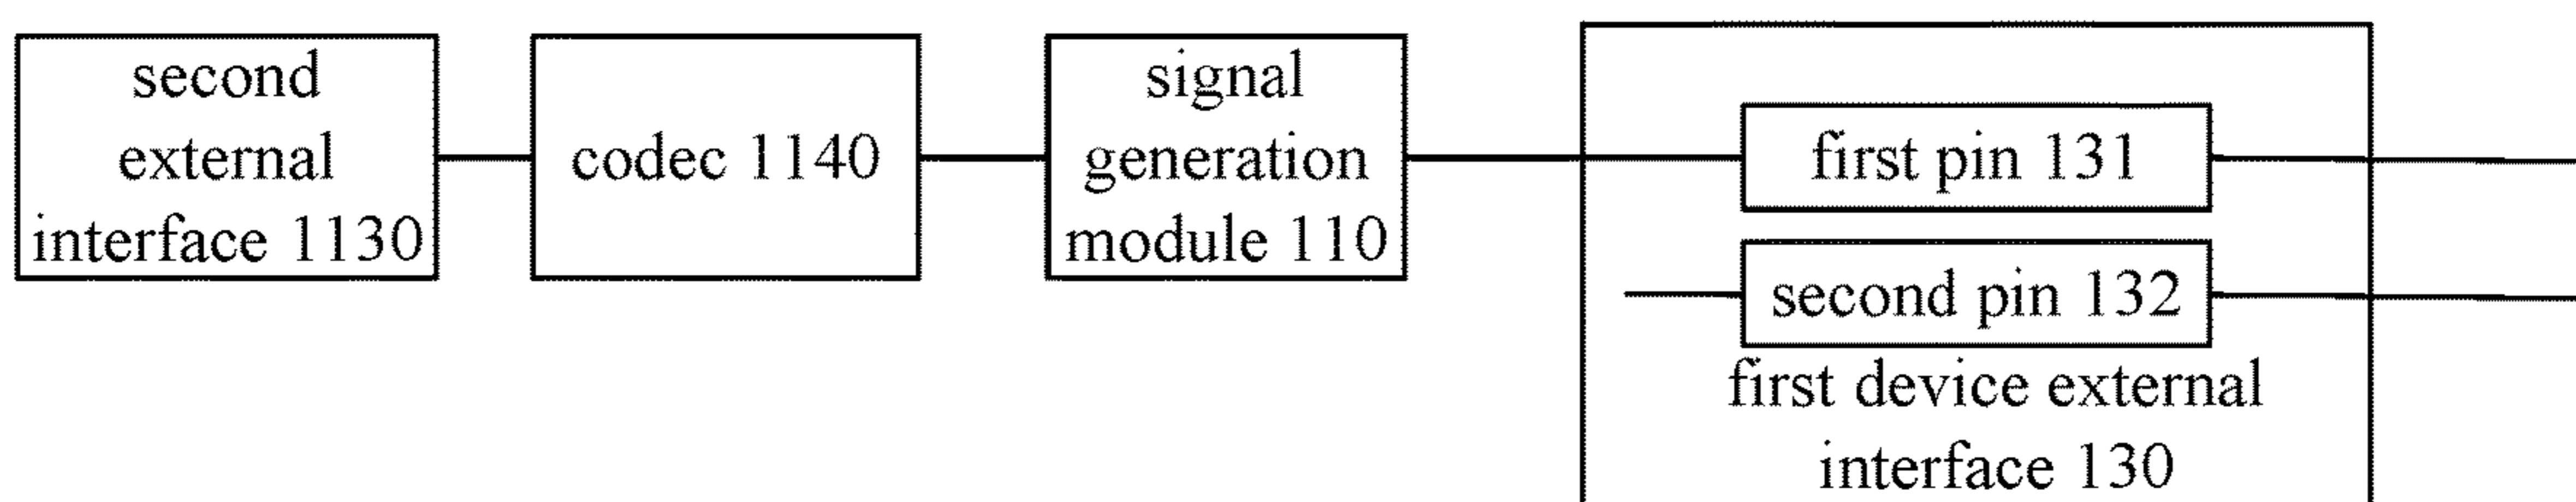 second
external
interface 1130
codec 1140
signal
generation
module 110
first pin 131
second pin 132
first device external
interface 130